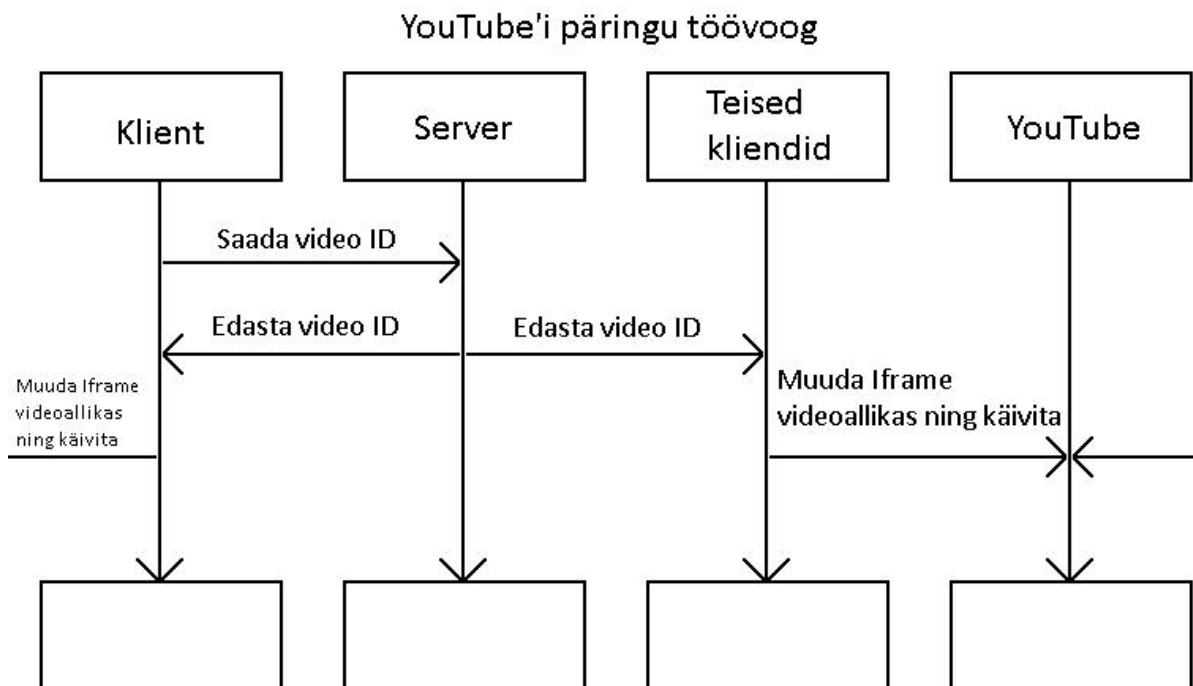 YouTube'i päringu töövoog
Klient
Server
Teised
kliendid
YouTube
Saada video ID
Edasta video ID
Edasta video ID
Muuda Iframe
videoallikas
ning käivita
Muuda Iframe
videoallikas ning käivita